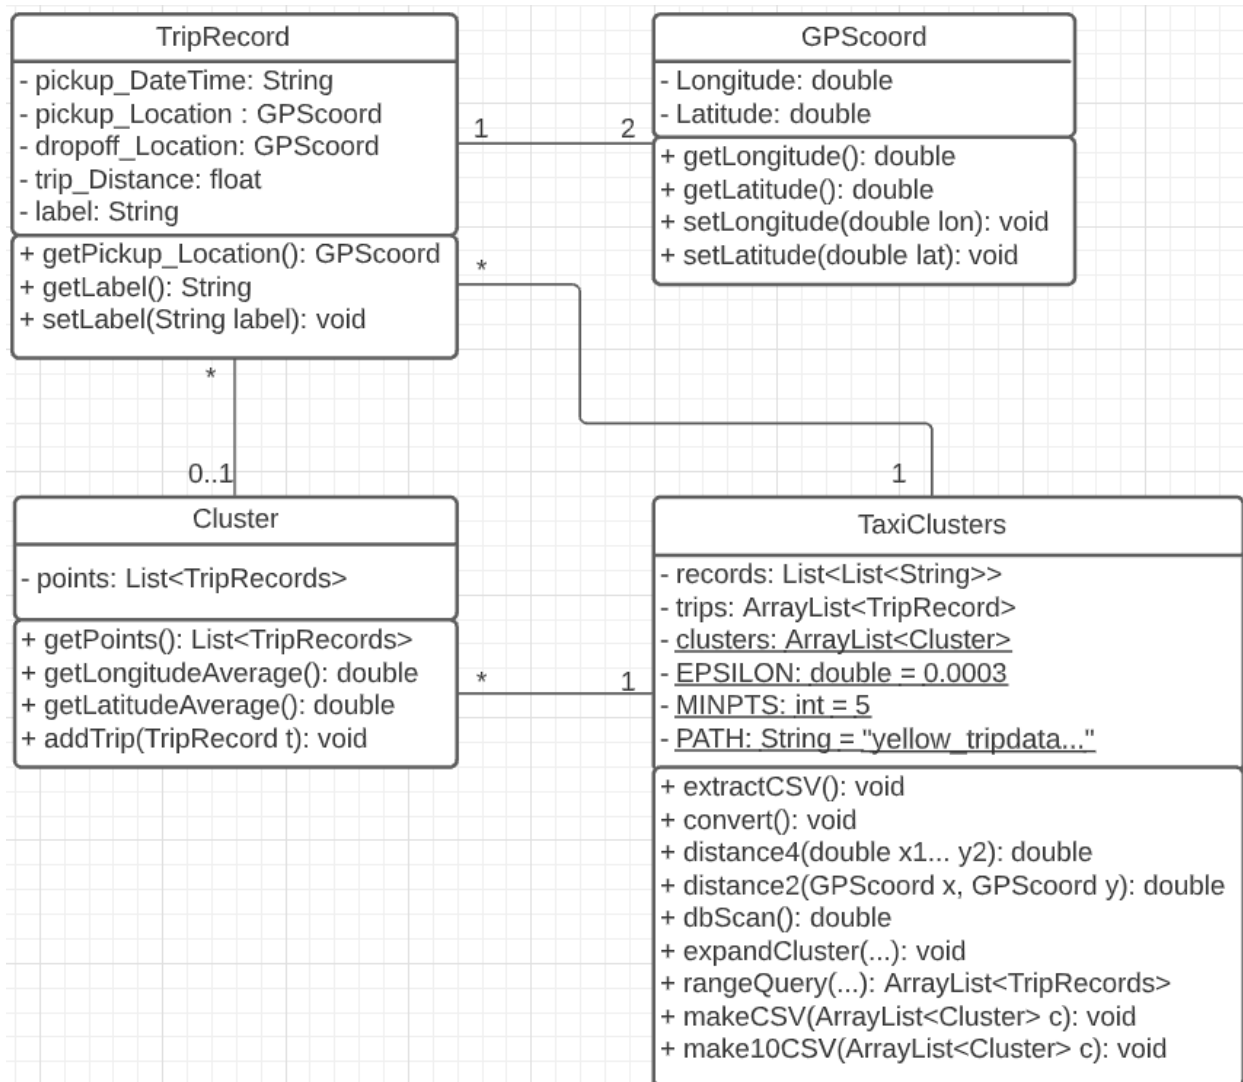 TripRecord
- pickup_DateTime: String
- pickup_Location : GPScoord
- dropoff_Location: GPScoord
- trip_Distance: float
- label: String
+ getPickup_Location(): GPScoord
+ getLabel(): String
+ setLabel(String label): void
1
2
GPScoord
- Longitude: double
- Latitude: double
+ getLongitude(): double
+ getLatitude(): double
+ setLongitude(double lon): void
+ setLatitude(double lat): void
*
*
0..1
1
Cluster
- points: List<TripRecords>
+ getPoints(): List<TripRecords>
+ getLongitudeAverage(): double
+ getLatitudeAverage(): double
+ addTrip(TripRecord t): void
*
1
TaxiClusters
- records: List<List<String>>
- trips: ArrayList<TripRecord>
- clusters: ArrayList<Cluster>
- EPSILON: double = 0.0003
- MINPTS: int = 5
- PATH: String = "yellow_tripdata..."
+ extractCSV(): void
+ convert(): void
+ distance4(double x1... y2): double
+ distance2(GPScoord x, GPScoord y): double
+ dbScan(): double
+ expandCluster(...): void
+ rangeQuery(...): ArrayList<TripRecords>
+ makeCSV(ArrayList<Cluster> c): void
+ make10CSV(ArrayList<Cluster> c): void